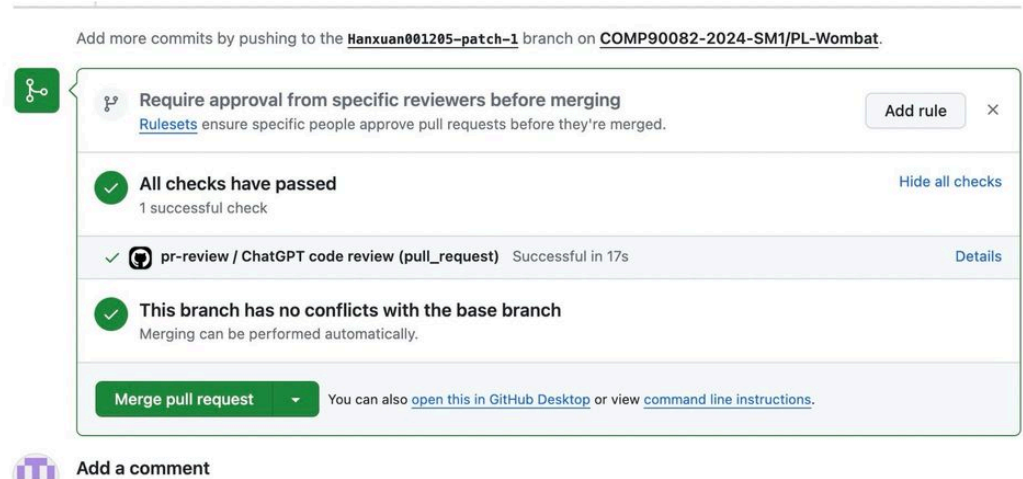 Add more commits by pushing to the Hanxuan001205-patch-1 branch on COMP90082-2024-SM1/PL-Wombat.
Require approval from specific reviewers before merging
Rulesets ensure specific people approve pull requests before they're merged.
Add rule
All checks have passed
Hide all checks
1 successful check
pr-review / ChatGPT code review (pull_request) Successful in 17s
Details
This branch has no conflicts with the base branch
Merging can be performed automatically.
Merge pull request
You can also open this in GitHub Desktop or view command line instructions.
Add a comment